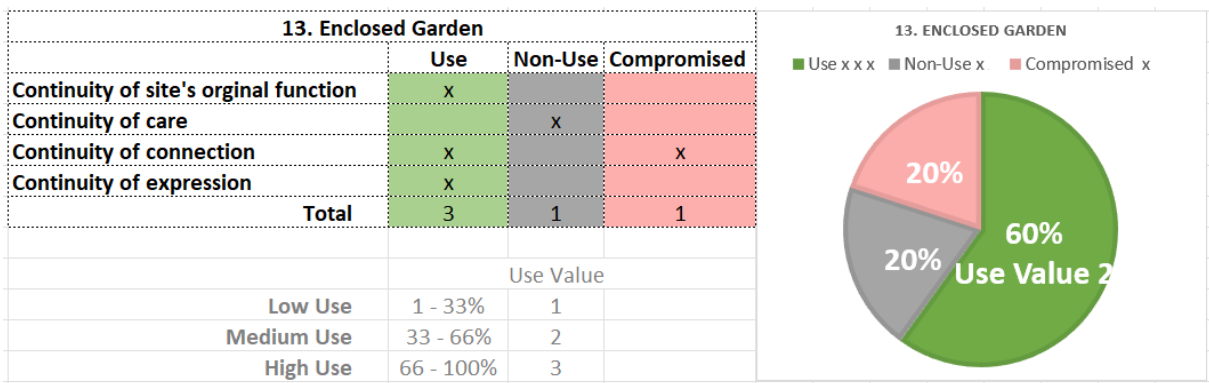 13. Enclosed Garden
Use Non-Use Compromised
Continuity of site's orginal function x
Continuity of care x
Continuity of connection x x
Continuity of expression x
Total 3 1 1
Use Value
Low Use 1 - 33% 1
Medium Use 33 - 66% 2
High Use 66 - 100% 3
13. ENCLOSED GARDEN
Use x x x Non-Use x Compromised x
20%
60%
20%
Use Value 2